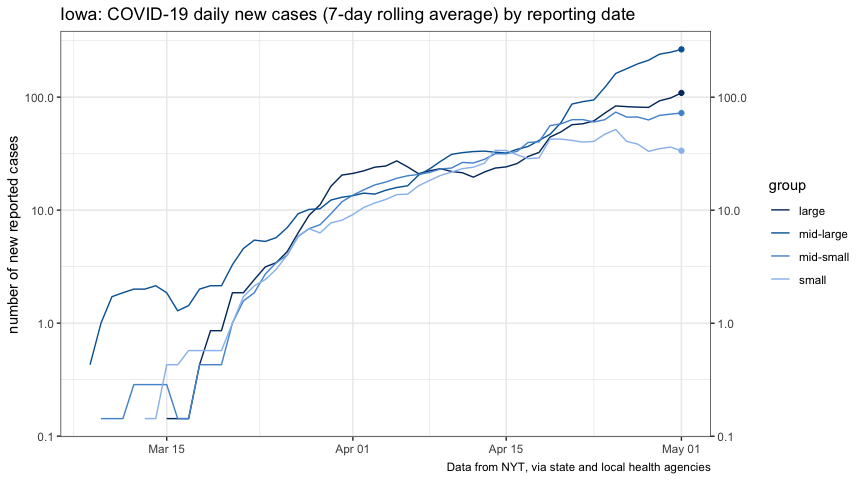 Iowa: COVID-19 daily new cases (7-day rolling average) by reporting date
number of new reported cases
100.0
10.0
1.0
0.1
100.0
10.0
1.0
0.1
Mar 15
Apr 01
Apr 15
May 01
group
large
mid-large
mid-small
small
Data from NYT, via state and local health agencies